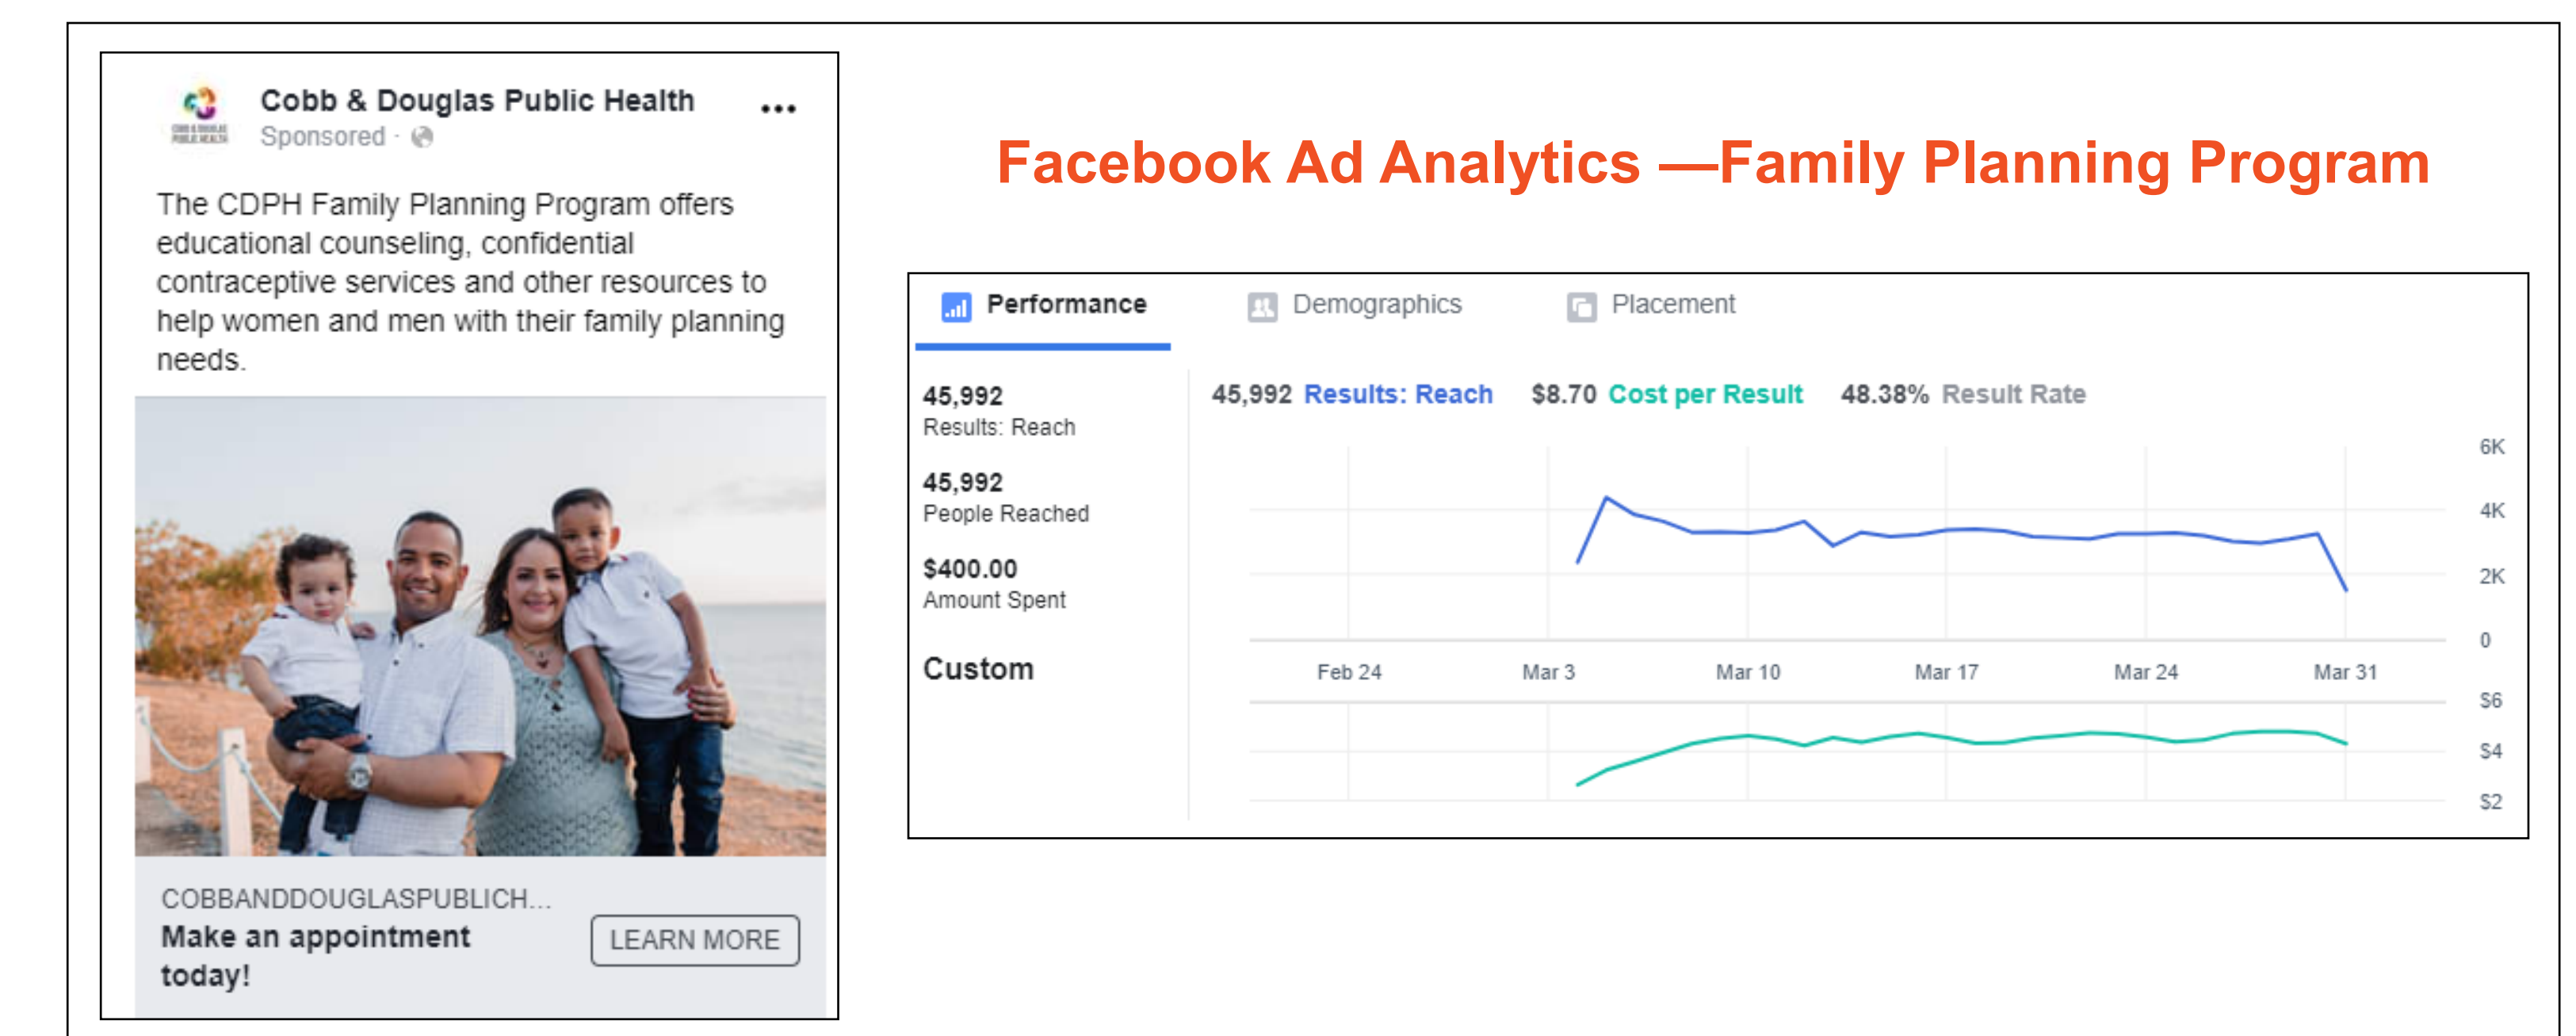 Cobb & Douglas Public Health
Sponsored ·
COBB & DOUGLAS
PUBLIC HEALTH
The CDPH Family Planning Program offers
educational counseling, confidential
contraceptive services and other resources to
help women and men with their family planning
needs.
COBBANDDOUGLASPUBLICH...
Make an appointment
today!
LEARN MORE
Facebook Ad Analytics —Family Planning Program
Performance
Demographics
Placement
45,992
Results: Reach
45,992
People Reached
$400.00
Amount Spent
Custom
45,992 Results: Reach $8.70 Cost per Result 48.38% Result Rate
6K
4K
2K
0
Feb 24 Mar 3 Mar 10 Mar 17 Mar 24 Mar 31
$6
$4
$2